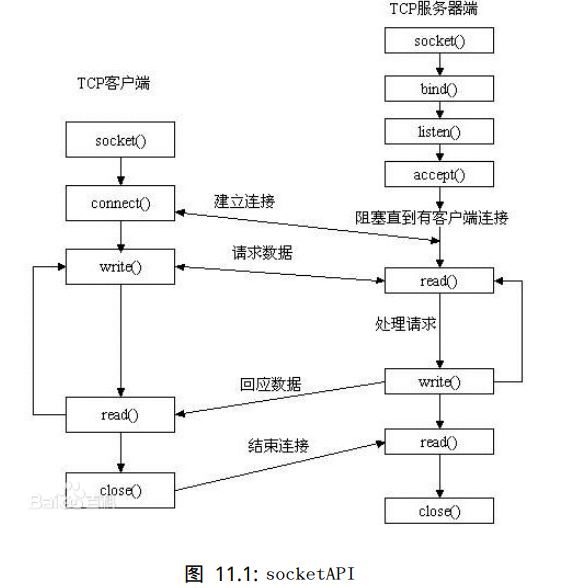 TCP服务器端
socket()
bind()
listen()
accept()
阻塞直到有客户端连接
read()
处理请求
write()
read()
close()
TCP客户端
socket()
connect()
write()
read()
close()
建立连接
请求数据
回应数据
结束连接
Baidu百科
图 11.1: socketAPI